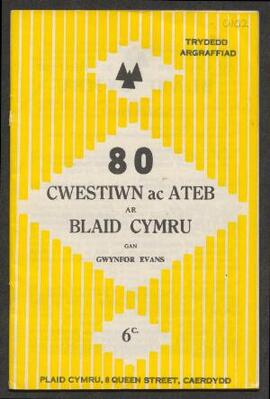 TRYDEDD
ARGRAFFIAD
80
CWESTIWN ac ATEB
AR
BLAID CYMRU
GAN
GWYNFOR EVANS
6c.
PLAID CYMRU, 8 QUEEN STREET, CAERDYDD